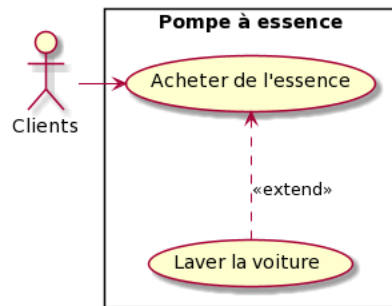 Pompe à essence
Acheter de l'essence
Clients
«extend»
Laver la voiture